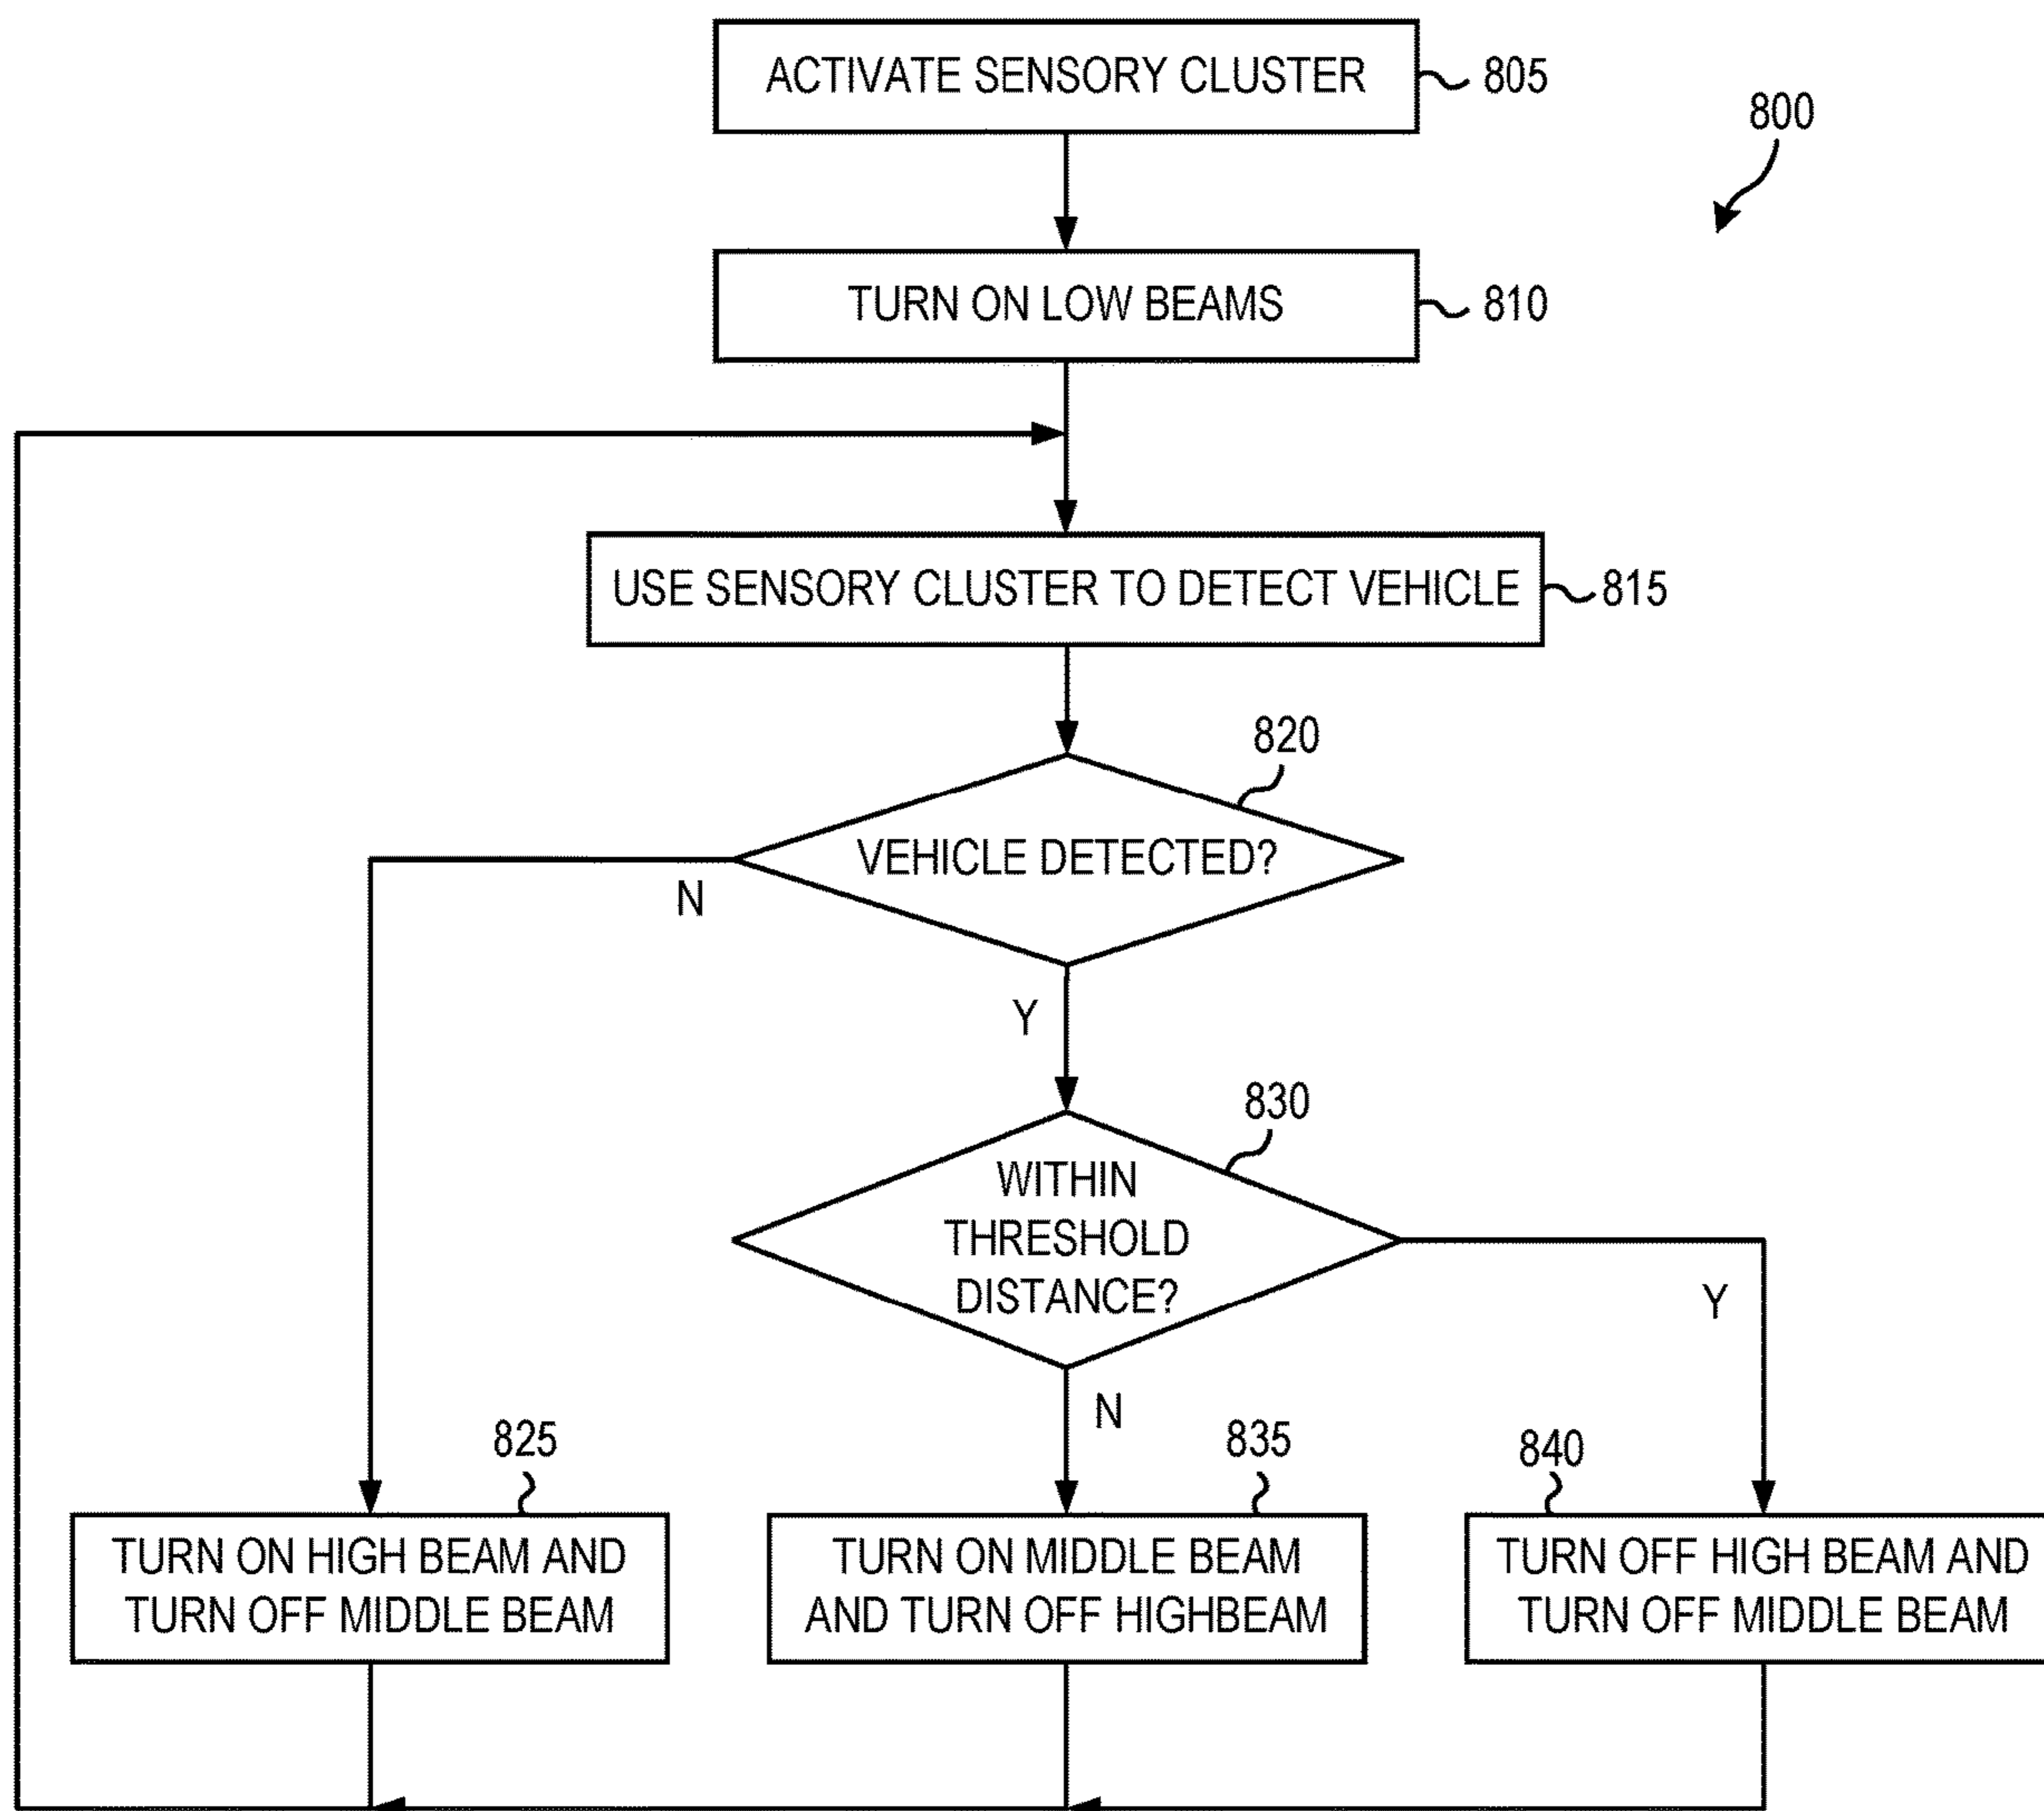 ACTIVATE SENSORY CLUSTER
805
800
TURN ON LOW BEAMS
810
USE SENSORY CLUSTER TO DETECT VEHICLE
815
820
VEHICLE DETECTED?
N
Y
830
WITHIN
THRESHOLD
DISTANCE?
Y
N
825
TURN ON HIGH BEAM AND
TURN OFF MIDDLE BEAM
835
TURN ON MIDDLE BEAM
AND TURN OFF HIGHBEAM
840
TURN OFF HIGH BEAM AND
TURN OFF MIDDLE BEAM